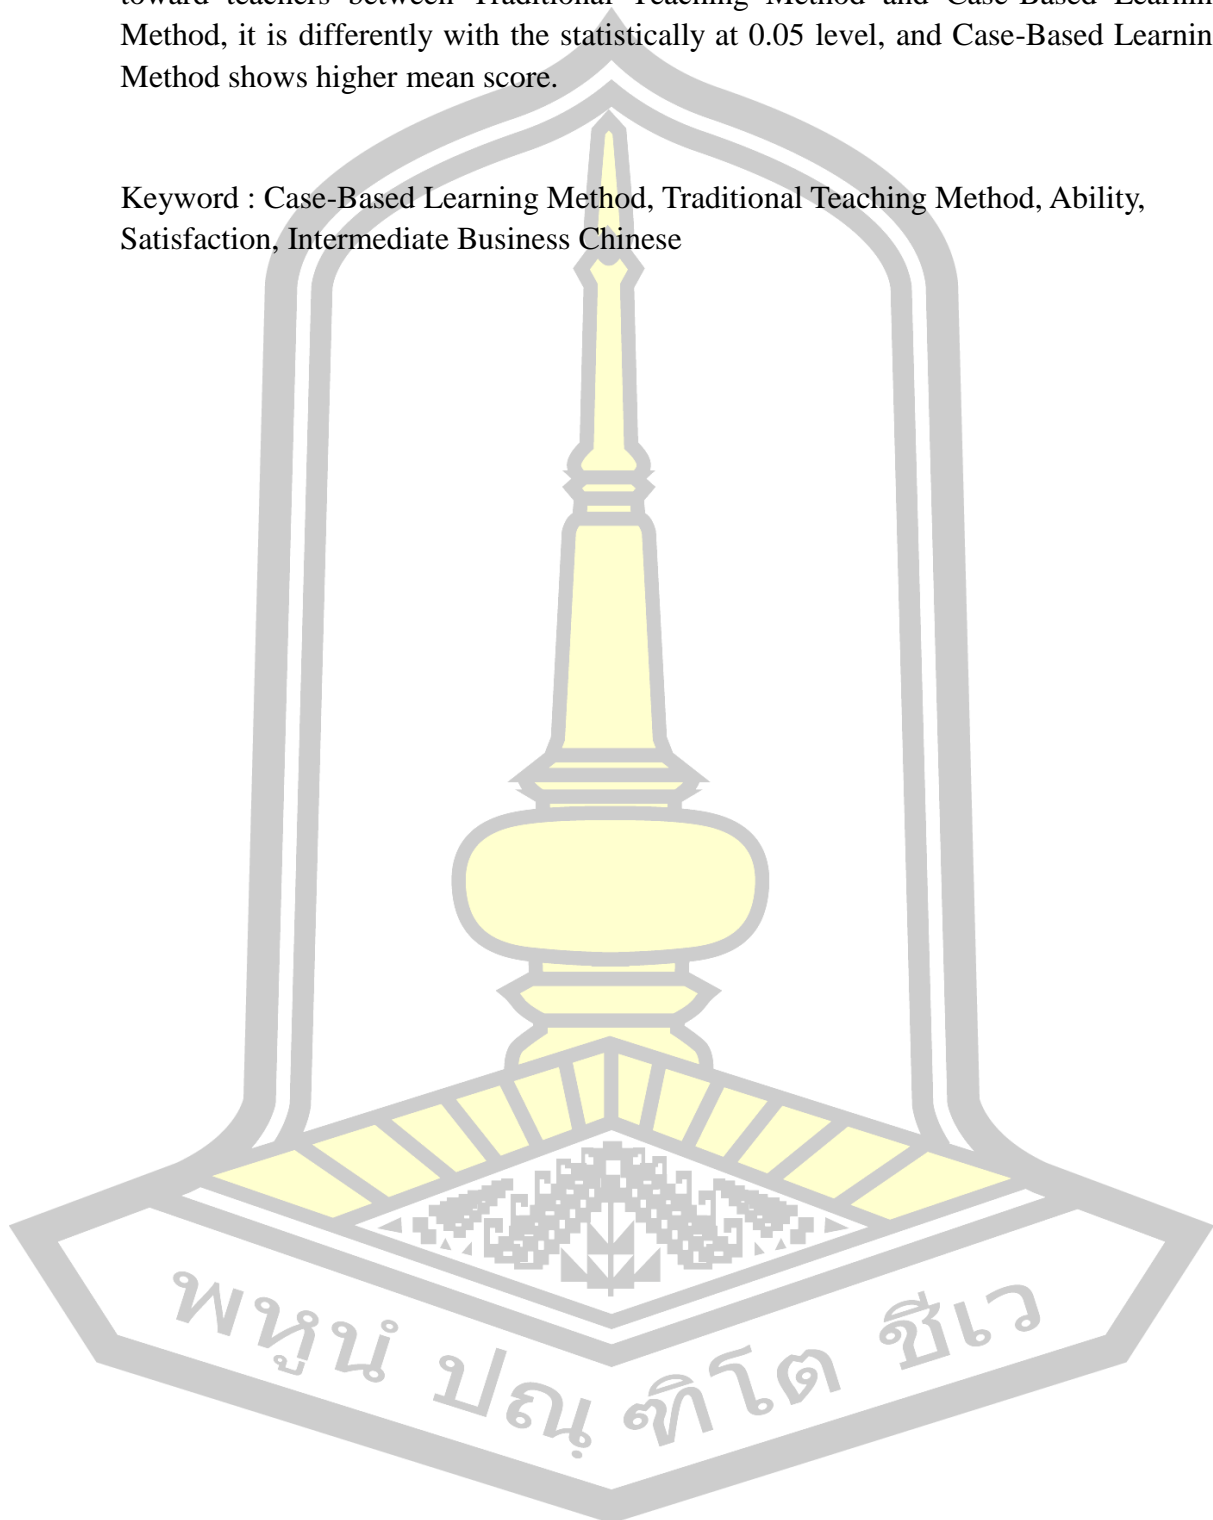 toward teachers between Traditional Teaching Method and Case-Based Learnin
Method, it is differently with the statistically at 0.05 level, and Case-Based Learnin
Method shows higher mean score.
Keyword : Case-Based Learning Method, Traditional Teaching Method, Ability,
Satisfaction, Intermediate Business Chinese
พหูนํ ปณฺ ฑิโต ชีเว